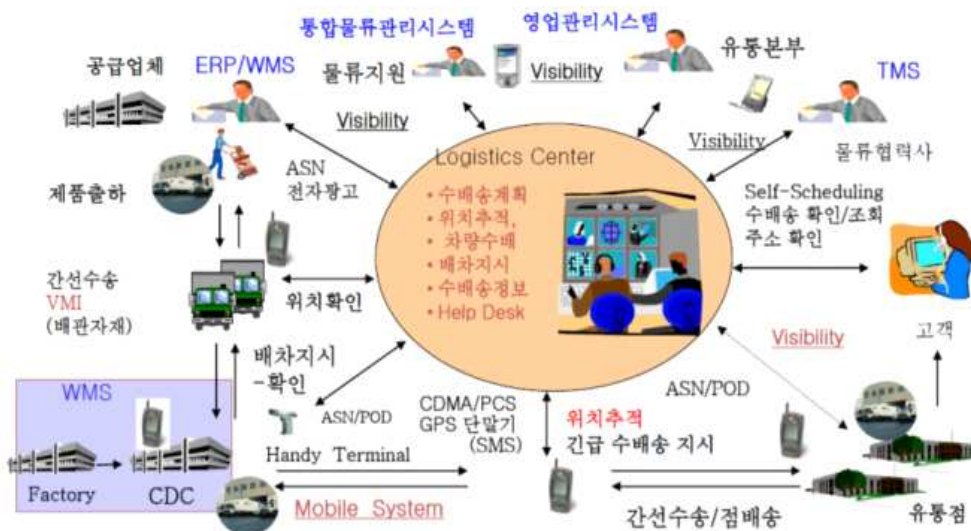 통합물류관리시스템
영업관리시스템
공급업체
ERP/WMS
물류지원
Visibility
유통본부
TMS
Visibility
Visibility
물류협력사
Logistics Center
ASN
전자광고
제품출하
• 수배송계획
• 위치추적,
• 차량수배
• 배차지시
• 수배송정보
• Help Desk
Self-Scheduling
수배송 확인/조회
주소 확인
간선수송
VMI
(배관자재)
위치확인
고객
Visibility
배차지시
-확인
WMS
ASN/POD
CDMA/PCS
GPS 단말기
(SMS)
위치추적
긴급 수배송 지시
ASN/POD
Handy Terminal
Factory
CDC
Mobile System
간선수송/점배송
유통점